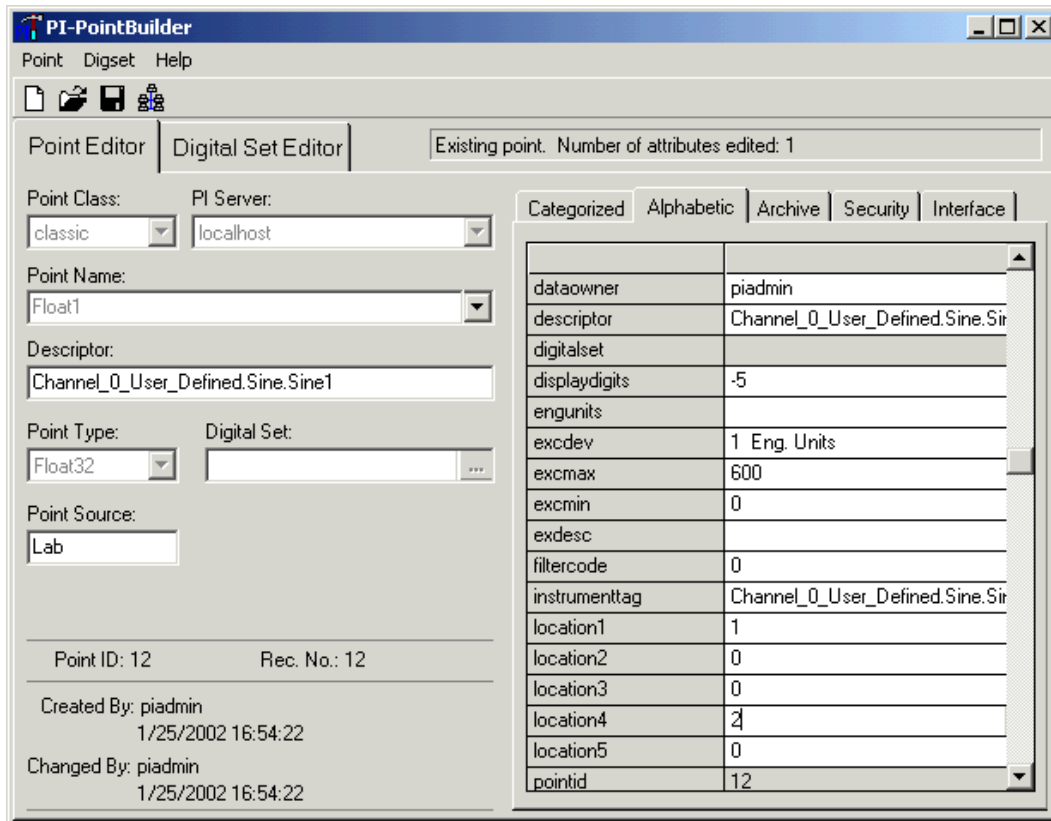 PI-PointBuilder
Point Digset Help
Point Editor Digital Set Editor
Existing point. Number of attributes edited: 1
Point Class: PI Server:
classic localhost
Point Name:
Float1
Descriptor:
Channel_0_User_Defined.Sine.Sine1
Point Type: Digital Set:
Float32 ...
Point Source:
Lab
Point ID: 12 Rec. No.: 12
Created By: piadmin
1/25/2002 16:54:22
Changed By: piadmin
1/25/2002 16:54:22
Categorized Alphabetic Archive Security Interface
dataowner piadmin
descriptor Channel_0_User_Defined.Sine.Sir
digitalset
displaydigits -5
engunits
excdev 1 Eng. Units
excmax 600
excmin 0
exdesc
filtercode 0
instrumenttag Channel_0_User_Defined.Sine.Sir
location1 1
location2 0
location3 0
location4 2
location5 0
pointid 12